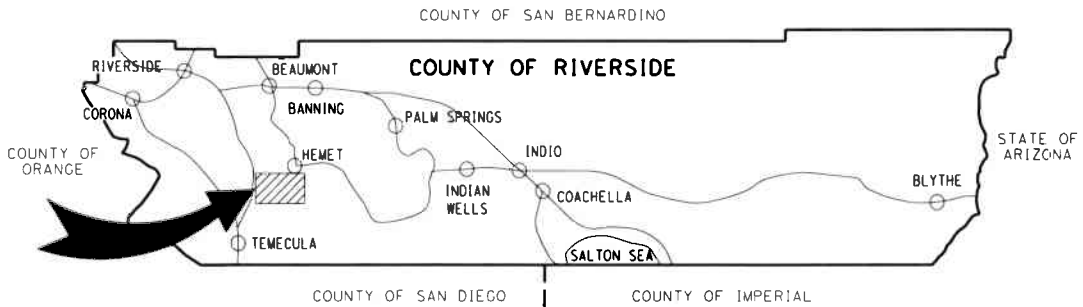 COUNTY OF SAN BERNARDINO
RIVERSIDE
BEAUMONT
COUNTY OF RIVERSIDE
CORONA
BANNING
PALM SPRINGS
COUNTY OF
ORANGE
HEMET
INDIO
STATE OF
ARIZONA
INDIAN
WELLS
COACHELLA
BLYTHE
TEMECULA
SALTON SEA
COUNTY OF SAN DIEGO
COUNTY OF IMPERIAL